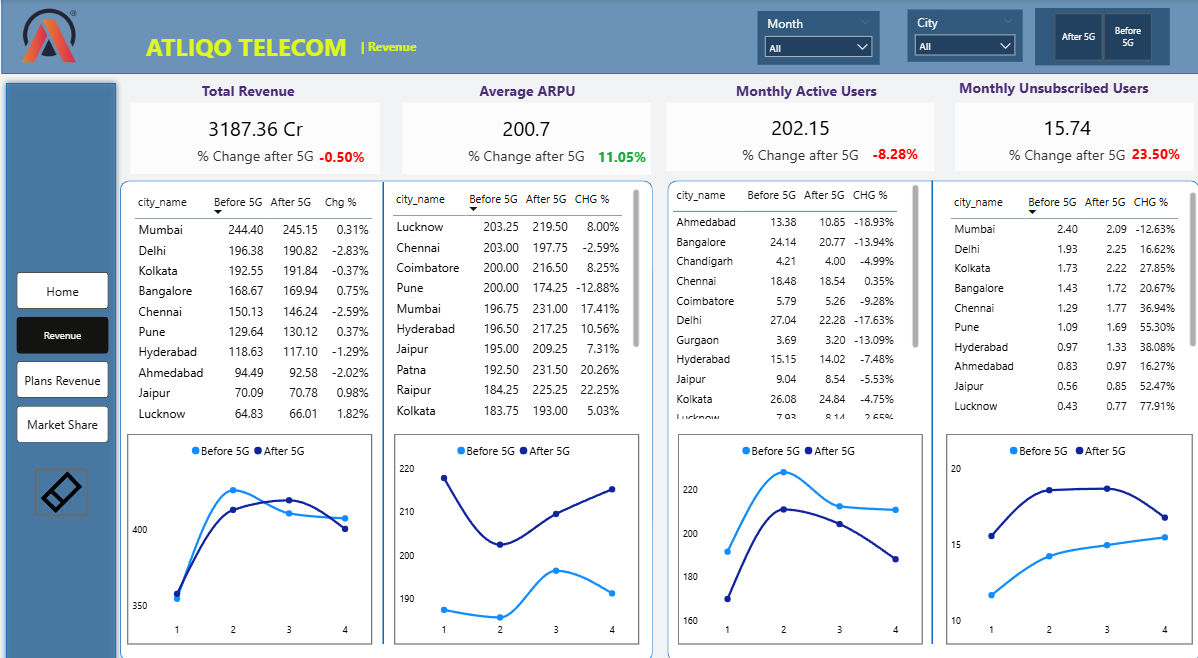 ATLIQO TELECOM | Revenue
Month
All
City
All
After 5G
Before 5G
®
Home
Revenue
Plans Revenue
Market Share
Total Revenue
3187.36 Cr
% Change after 5G -0.50%
Average ARPU
200.7
% Change after 5G 11.05%
Monthly Active Users
202.15
% Change after 5G -8.28%
Monthly Unsubscribed Users
15.74
% Change after 5G 23.50%
city_name Before 5G After 5G Chg %
Mumbai 244.40 245.15 0.31%
Delhi 196.38 190.82 -2.83%
Kolkata 192.55 191.84 -0.37%
Bangalore 168.67 169.94 0.75%
Chennai 150.13 146.24 -2.59%
Pune 129.64 130.12 0.37%
Hyderabad 118.63 117.10 -1.29%
Ahmedabad 94.49 92.58 -2.02%
Jaipur 70.09 70.78 0.98%
Lucknow 64.83 66.01 1.82%
city_name Before 5G After 5G CHG %
Lucknow 203.25 219.50 8.00%
Chennai 203.00 197.75 -2.59%
Coimbatore 200.00 216.50 8.25%
Pune 200.00 174.25 -12.88%
Mumbai 196.75 231.00 17.41%
Hyderabad 196.50 217.25 10.56%
Jaipur 195.00 209.25 7.31%
Patna 192.50 231.50 20.26%
Raipur 184.25 225.25 22.25%
Kolkata 183.75 193.00 5.03%
city_name Before 5G After 5G CHG %
Ahmedabad 13.38 10.85 -18.93%
Bangalore 24.14 20.77 -13.94%
Chandigarh 4.21 4.00 -4.99%
Chennai 18.48 18.54 0.35%
Coimbatore 5.79 5.26 -9.28%
Delhi 27.04 22.28 -17.63%
Gurgaon 3.69 3.20 -13.09%
Hyderabad 15.15 14.02 -7.48%
Jaipur 9.04 8.54 -5.53%
Kolkata 26.08 24.84 -4.75%
Lucknow 7.93 8.14 2.65%
city_name Before 5G After 5G CHG %
Mumbai 2.40 2.09 -12.63%
Delhi 1.93 2.25 16.62%
Kolkata 1.73 2.22 27.85%
Bangalore 1.43 1.72 20.67%
Chennai 1.29 1.77 36.94%
Pune 1.09 1.69 55.30%
Hyderabad 0.97 1.33 38.08%
Ahmedabad 0.83 0.97 16.27%
Jaipur 0.56 0.85 52.47%
Lucknow 0.43 0.77 77.91%
Before 5G After 5G
400
350
1 2 3 4
Before 5G After 5G
220
210
200
190
1 2 3 4
Before 5G After 5G
220
200
180
160
1 2 3 4
Before 5G After 5G
20
15
10
1 2 3 4